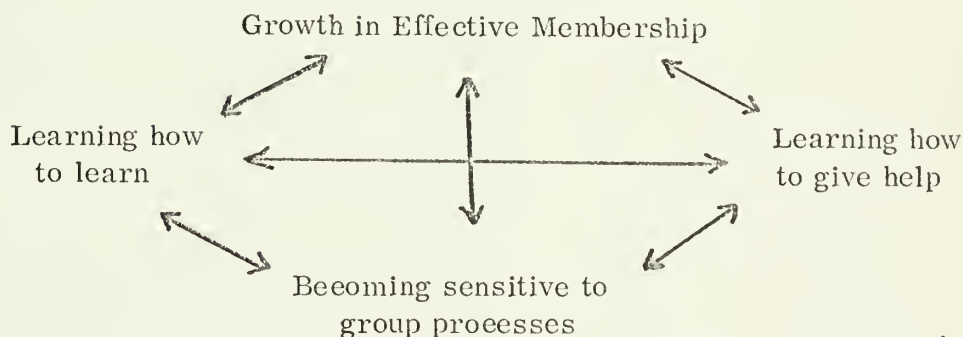 Growth in Effective Membership
Learning how
to learn
Learning how
to give help
Becoming sensitive to
group processes